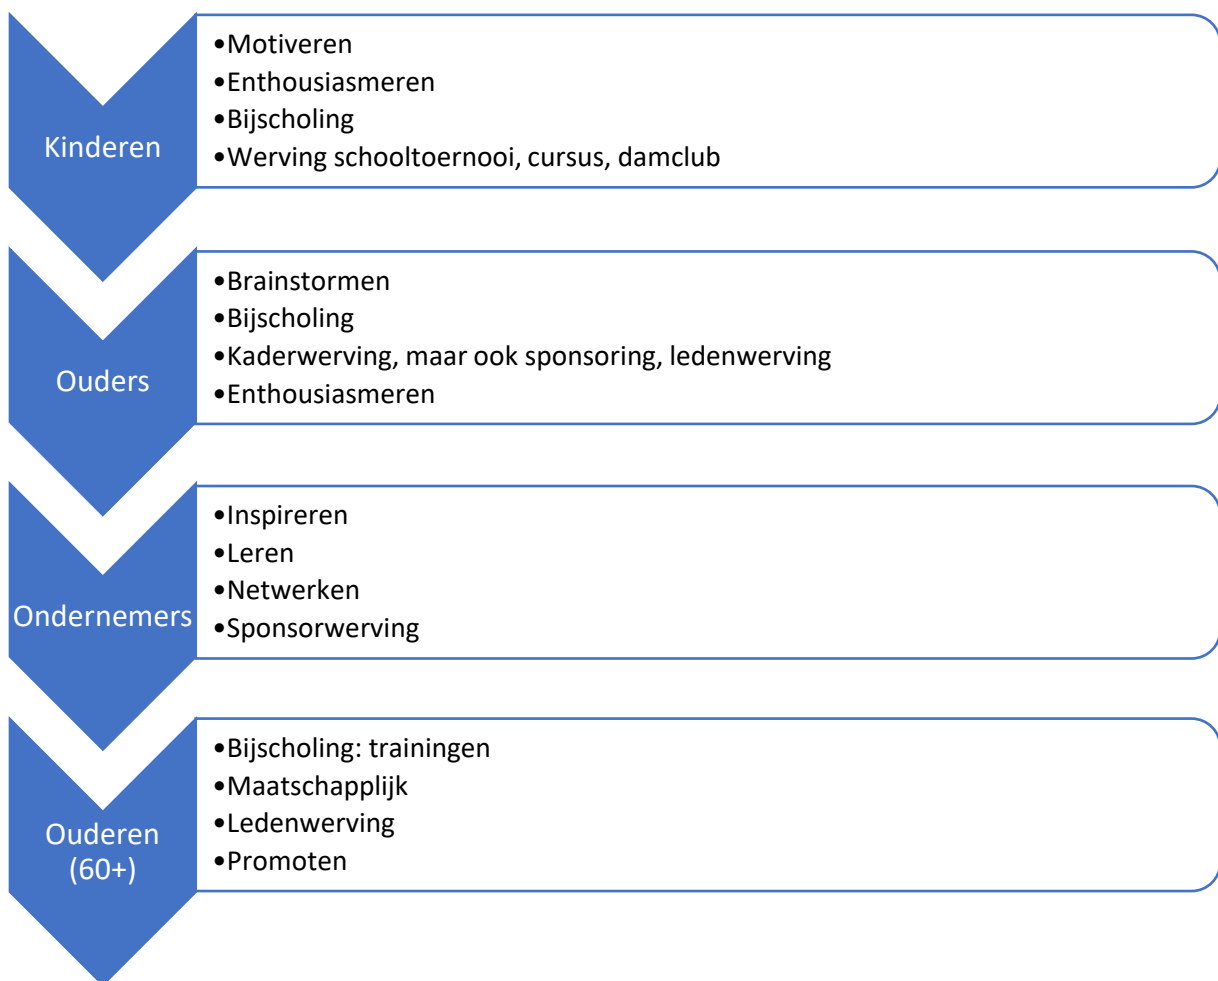 Kinderen
•Motiveren
•Enthousiasmeren
•Bijscholing
•Werving schooltoernooi, cursus, damclub
Ouders
•Brainstormen
•Bijscholing
•Kaderwerving, maar ook sponsoring, ledenwerving
•Enthousiasmeren
Ondernemers
•Inspireren
•Leren
•Netwerken
•Sponsorwerving
Ouderen
(60+)
•Bijscholing: trainingen
•Maatschapplijk
•Ledenwerving
•Promoten